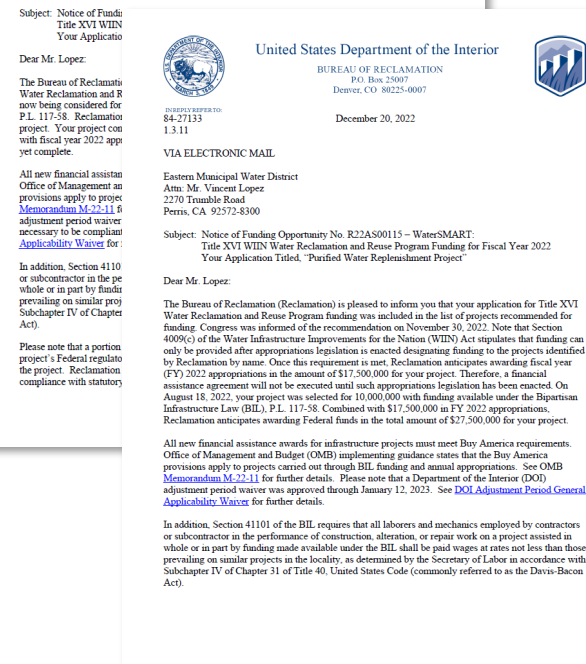 Subject: Notice of Fundi
Title XVI WIIN
Your Applicatio
Dear Mr. Lopez:
The Bureau of Reclamatic
Water Reclamation and R
now being considered for
P.L. 117-58. Reclamation
project. Your project con
with fiscal year 2022 appr
yet complete.
All new financial assistan
Office of Management an
provisions apply to projec
Memorandum M-22-11 f
adjustment period waiver
necessary to be compliant
Applicability Waiver for
In addition, Section 4110
or subcontractor in the pe
whole or in part by fundin
prevailing on similar proj
Subchapter IV of Chapter
Act).
Please note that a portion
project's Federal regulato
the project. Reclamation
compliance with statutory
U.S. DEPARTMENT OF THE INTERIOR
MARCH 3, 1849
United States Department of the Interior
BUREAU OF RECLAMATION
P.O. Box 25007
Denver, CO 80225-0007
IN REPLY REFER TO:
84-27133
1.3.11
December 20, 2022
VIA ELECTRONIC MAIL
Eastern Municipal Water District
Attn: Mr. Vincent Lopez
2270 Trumble Road
Perris, CA 92572-8300
Subject: Notice of Funding Opportunity No. R22AS00115 – WaterSMART:
Title XVI WIIN Water Reclamation and Reuse Program Funding for Fiscal Year 2022
Your Application Titled, “Purified Water Replenishment Project”
Dear Mr. Lopez:
The Bureau of Reclamation (Reclamation) is pleased to inform you that your application for Title XVI
Water Reclamation and Reuse Program funding was included in the list of projects recommended for
funding. Congress was informed of the recommendation on November 30, 2022. Note that Section
4009(c) of the Water Infrastructure Improvements for the Nation (WIIN) Act stipulates that funding can
only be provided after appropriations legislation is enacted designating funding to the projects identified
by Reclamation by name. Once this requirement is met, Reclamation anticipates awarding fiscal year
(FY) 2022 appropriations in the amount of $17,500,000 for your project. Therefore, a financial
assistance agreement will not be executed until such appropriations legislation has been enacted. On
August 18, 2022, your project was selected for 10,000,000 with funding available under the Bipartisan
Infrastructure Law (BIL), P.L. 117-58. Combined with $17,500,000 in FY 2022 appropriations,
Reclamation anticipates awarding Federal funds in the total amount of $27,500,000 for your project.
All new financial assistance awards for infrastructure projects must meet Buy America requirements.
Office of Management and Budget (OMB) implementing guidance states that the Buy America
provisions apply to projects carried out through BIL funding and annual appropriations. See OMB
Memorandum M-22-11 for further details. Please note that a Department of the Interior (DOI)
adjustment period waiver was approved through January 12, 2023. See DOI Adjustment Period General
Applicability Waiver for further details.
In addition, Section 41101 of the BIL requires that all laborers and mechanics employed by contractors
or subcontractor in the performance of construction, alteration, or repair work on a project assisted in
whole or in part by funding made available under the BIL shall be paid wages at rates not less than those
prevailing on similar projects in the locality, as determined by the Secretary of Labor in accordance with
Subchapter IV of Chapter 31 of Title 40, United States Code (commonly referred to as the Davis-Bacon
Act).